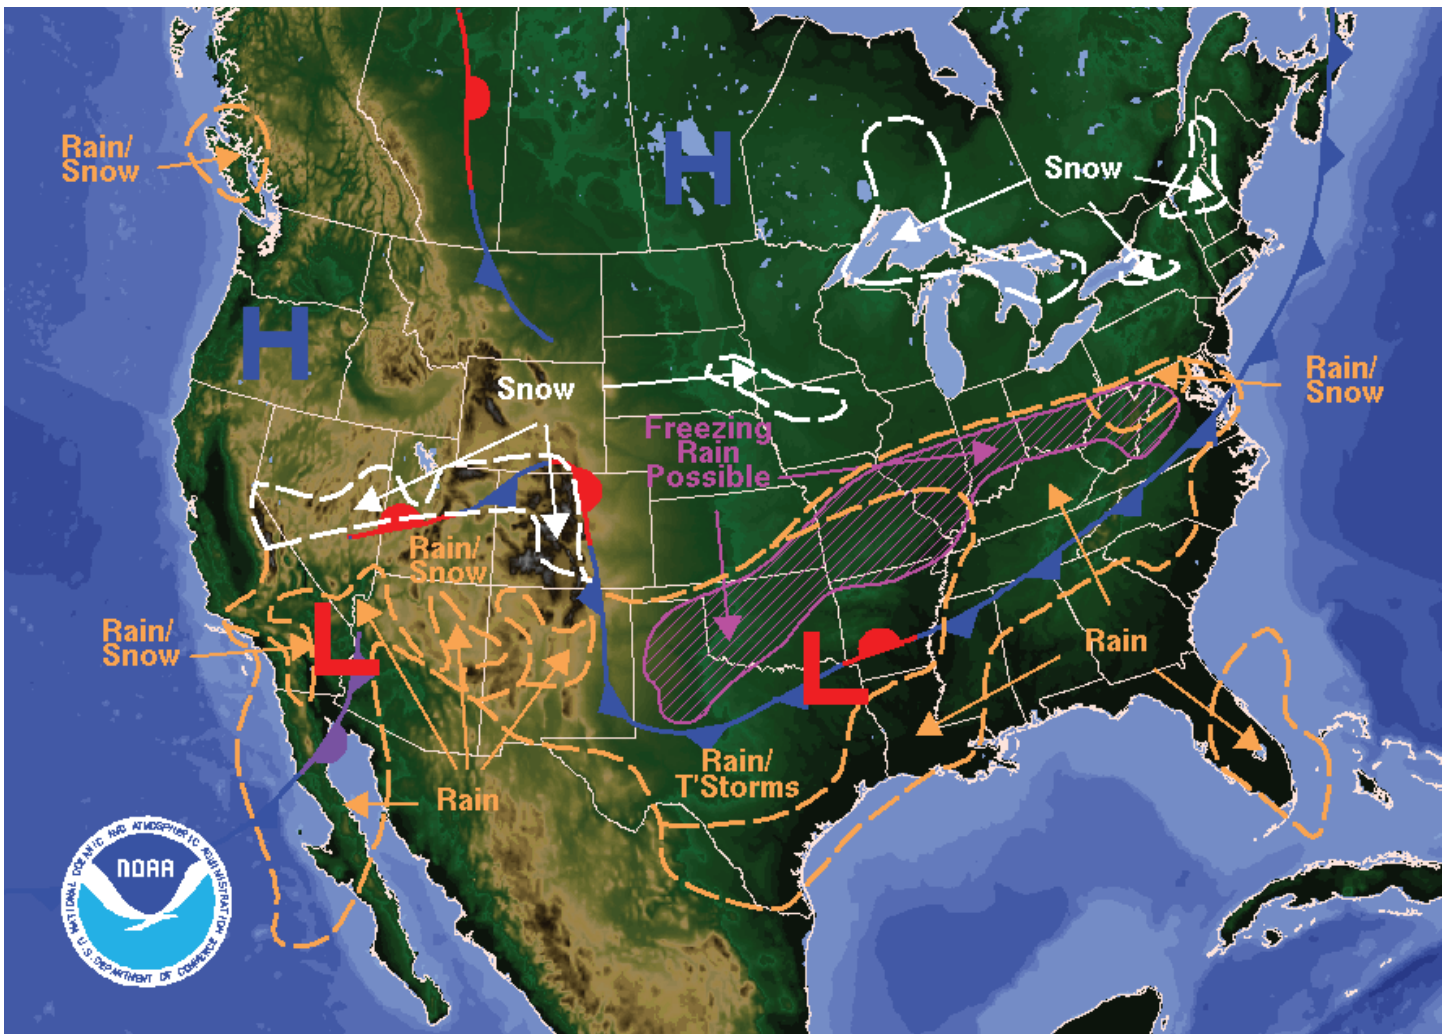 Rain/
Snow
H
Snow
H
Snow
Rain/
Snow
Freezing
Rain
Possible
Rain/
Snow
L
Rain/
Snow
L
Rain
Rain/
T'Storms
Rain
NOAA
NATIONAL OCEANIC AND ATMOSPHERIC ADMINISTRATION
U.S. DEPARTMENT OF COMMERCE